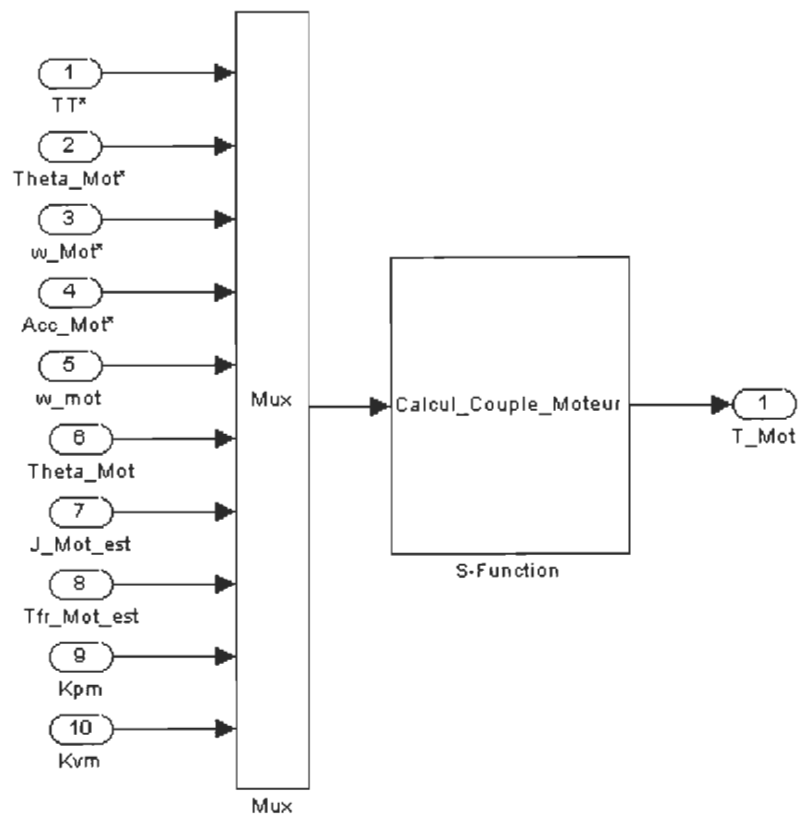 1
TT*
2
Theta_Mot*
3
w_Mot*
4
Acc_Mot*
5
w_mot
6
Theta_Mot
7
J_Mot_est
8
Tfr_Mot_est
9
Kpm
10
Kvm
Mux
Mux
Calcul_Couple_Moteur
S-Function
1
T_Mot